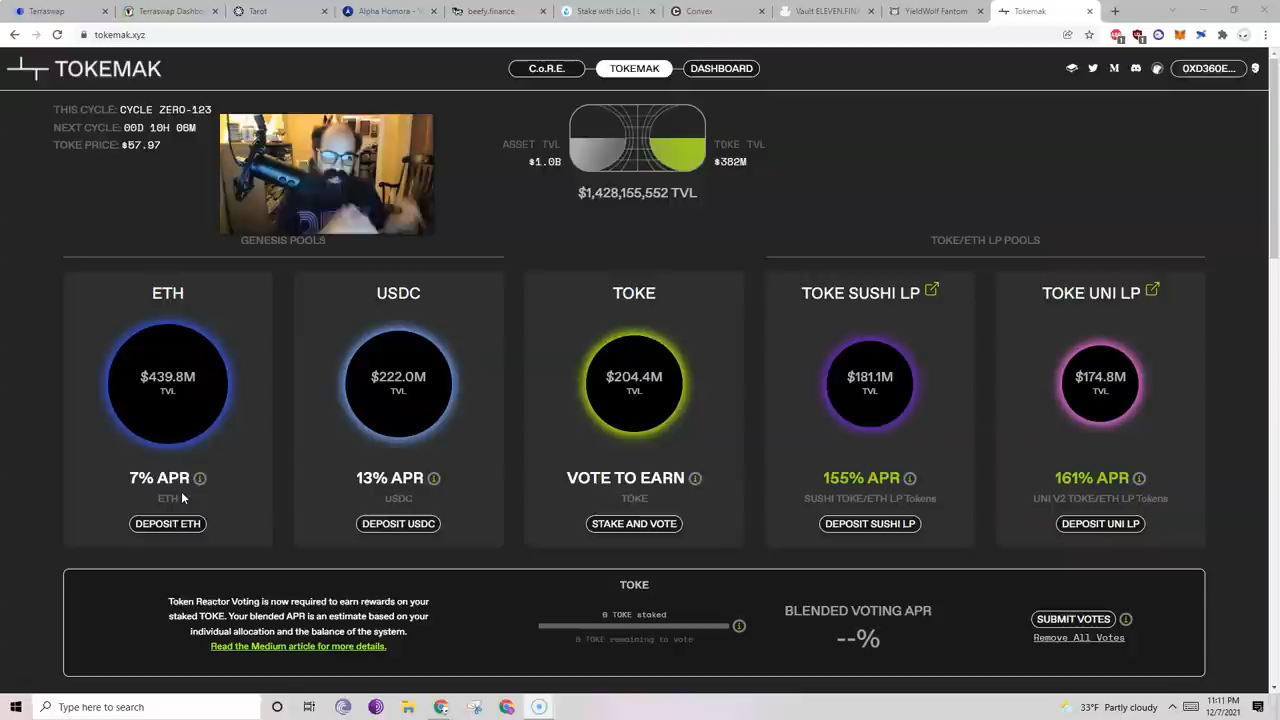 Terraswap
Terraswap Dashbo
Tarot
Alpha Homora -
beefy.finance
Stake with Lido
Convex
Vault ELEVEN.FIN
YieldWolf Fantom
Tokemak
tokemak.xyz
TOKEMAK
C.o.R.E.
TOKEMAK
DASHBOARD
0XD360E...
THIS CYCLE: CYCLE ZERO-123
NEXT CYCLE: 00D 10H 06M
TOKE PRICE: $57.97
ASSET TVL
$1.0B
TOKE TVL
$382M
$1,428,155,552 TVL
GENESIS POOLS
TOKE/ETH LP POOLS
ETH
$439.8M
TVL
7% APR
ETH
DEPOSIT ETH
USDC
$222.0M
TVL
13% APR
USDC
DEPOSIT USDC
TOKE
$204.4M
TVL
VOTE TO EARN
TOKE
STAKE AND VOTE
TOKE SUSHI LP
$181.1M
TVL
155% APR
SUSHI TOKE/ETH LP Tokens
DEPOSIT SUSHI LP
TOKE UNI LP
$174.8M
TVL
161% APR
UNI V2 TOKE/ETH LP Tokens
DEPOSIT UNI LP
Token Reactor Voting is now required to earn rewards on your
staked TOKE. Your blended APR is an estimate based on your
individual allocation and the balance of the system.
Read the Medium article for more details.
TOKE
0 TOKE staked
0 TOKE remaining to vote
BLENDED VOTING APR
--%
SUBMIT VOTES
Remove All Votes
Type here to search
33°F Partly cloudy
11:11 PM
12/7/2021